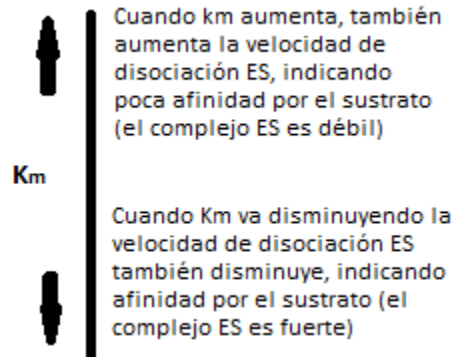 Cuando km aumenta, también
aumenta la velocidad de
disociación ES, indicando
poca afinidad por el sustrato
(el complejo ES es débil)
Km
Cuando Km va disminuyendo la
velocidad de disociación ES
también disminuye, indicando
afinidad por el sustrato (el
complejo ES es fuerte)